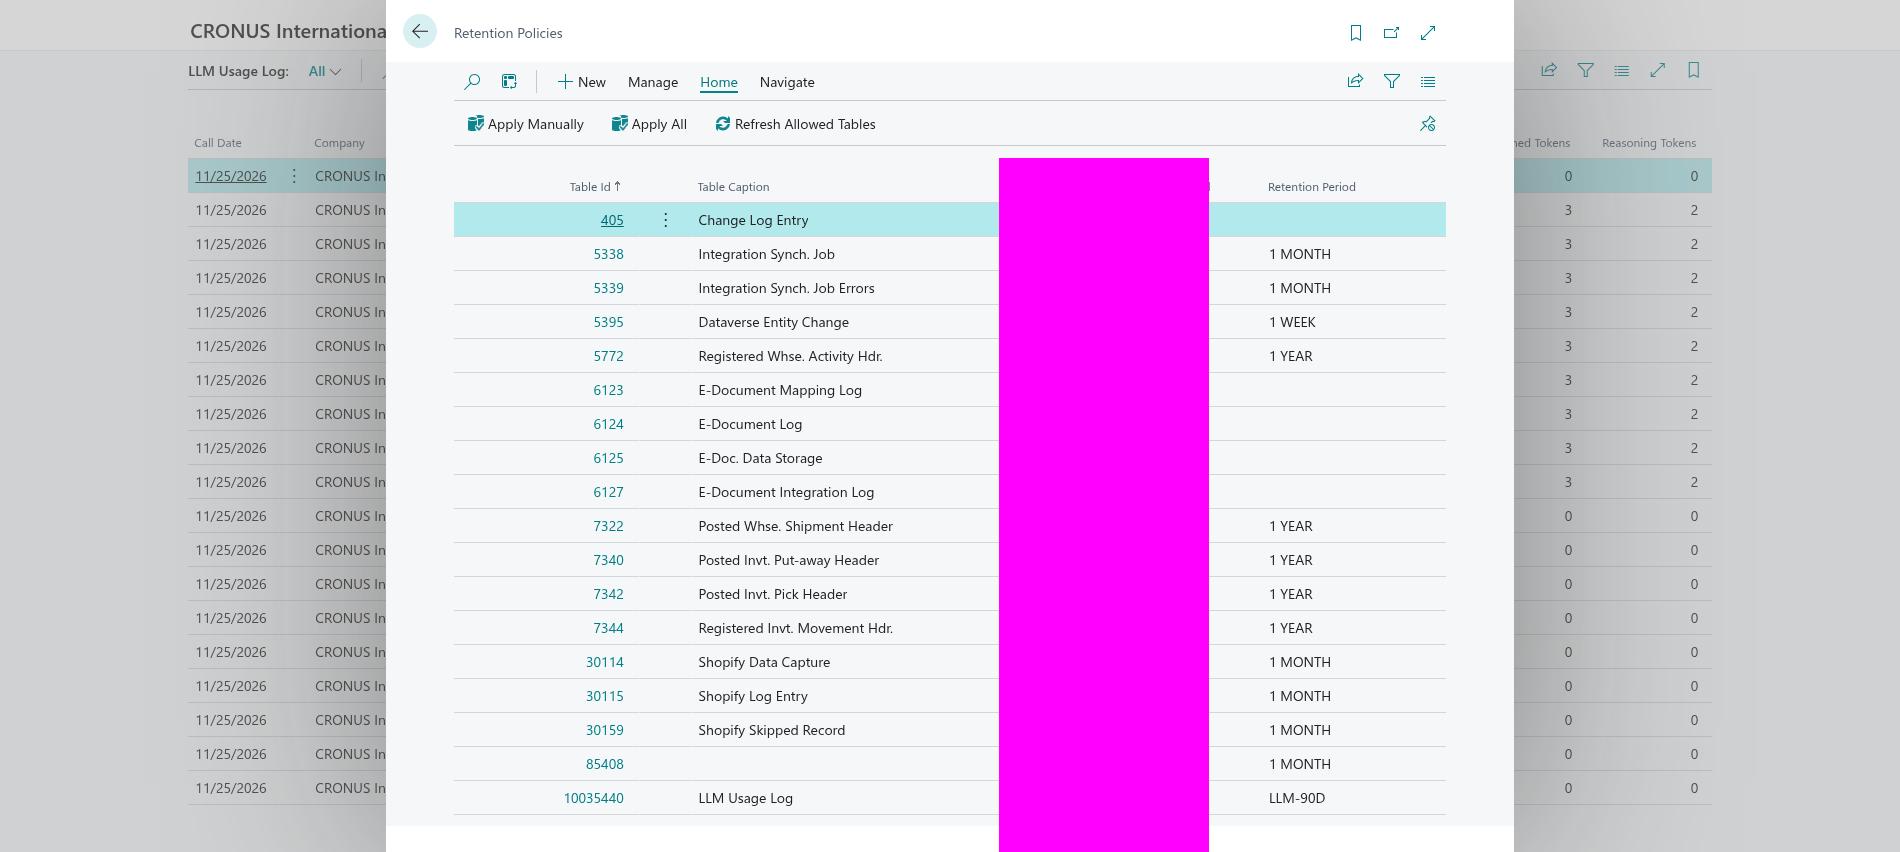 CRONUS Internationa
Retention Policies
LLM Usage Log: All
New Manage Home Navigate
Apply Manually Apply All Refresh Allowed Tables
Call Date Company Tokens Reasoning Tokens
Table Id ↑ Table Caption Retention Period
11/25/2026 CRONUS In 0 0
405 Change Log Entry
11/25/2026 CRONUS In 3 2
5338 Integration Synch. Job 1 MONTH
11/25/2026 CRONUS In 3 2
5339 Integration Synch. Job Errors 1 MONTH
11/25/2026 CRONUS In 3 2
5395 Dataverse Entity Change 1 WEEK
11/25/2026 CRONUS In 3 2
5772 Registered Whse. Activity Hdr. 1 YEAR
11/25/2026 CRONUS In 3 2
6123 E-Document Mapping Log
11/25/2026 CRONUS In 3 2
6124 E-Document Log
11/25/2026 CRONUS In 3 2
6125 E-Doc. Data Storage
11/25/2026 CRONUS In 3 2
6127 E-Document Integration Log
11/25/2026 CRONUS In 3 2
7322 Posted Whse. Shipment Header 1 YEAR
11/25/2026 CRONUS In 0 0
7340 Posted Invt. Put-away Header 1 YEAR
11/25/2026 CRONUS In 0 0
7342 Posted Invt. Pick Header 1 YEAR
11/25/2026 CRONUS In 0 0
7344 Registered Invt. Movement Hdr. 1 YEAR
11/25/2026 CRONUS In 0 0
30114 Shopify Data Capture 1 MONTH
11/25/2026 CRONUS In 0 0
30115 Shopify Log Entry 1 MONTH
11/25/2026 CRONUS In 0 0
30159 Shopify Skipped Record 1 MONTH
11/25/2026 CRONUS In 0 0
85408 1 MONTH
11/25/2026 CRONUS In 0 0
10035440 LLM Usage Log LLM-90D
11/25/2026 CRONUS In 0 0